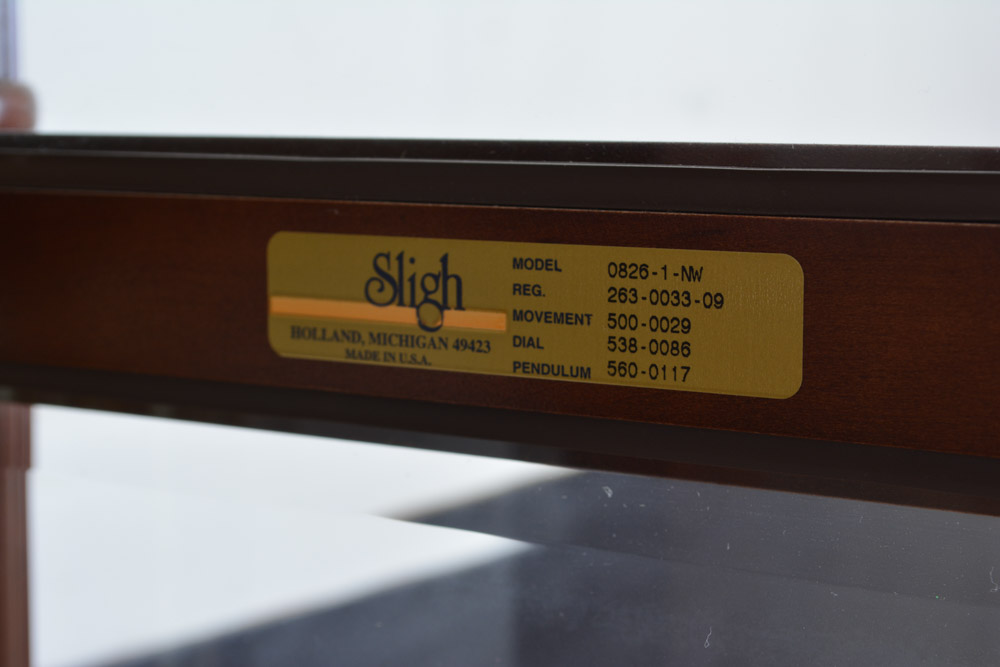 Sligh
HOLLAND, MICHIGAN 49423
MADE IN U.S.A.
MODEL 0826-1-NW
REG. 263-0033-09
MOVEMENT 500-0029
DIAL 538-0086
PENDULUM 560-0117